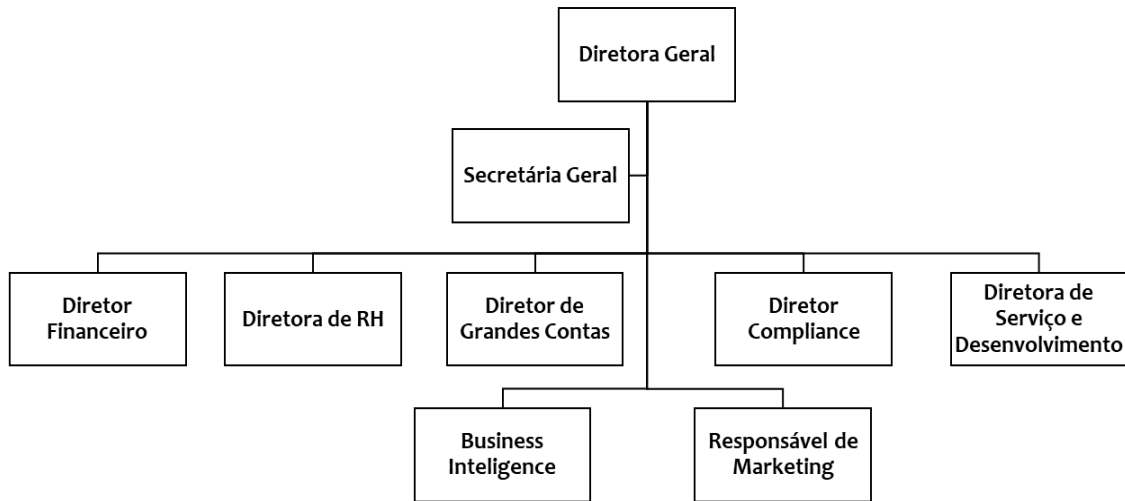 Diretora Geral
Secretária Geral
Diretor
Financeiro
Diretora de RH
Diretor de
Grandes Contas
Diretor
Compliance
Diretora de
Serviço e
Desenvolvimento
Business
Inteligence
Responsável de
Marketing